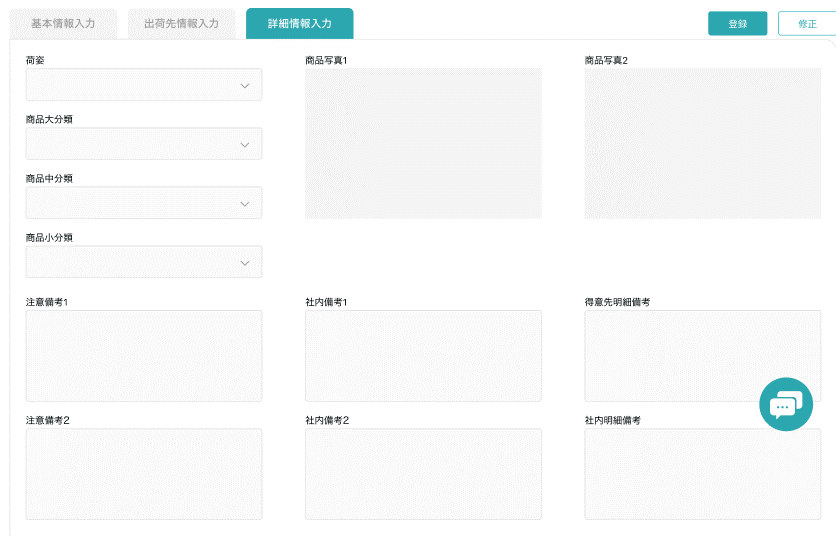 基本情報入力
出荷先情報入力
詳細情報入力
登録
修正
荷姿
商品写真1
商品写真2
商品大分類
商品中分類
商品小分類
注意備考1
社内備考1
得意先明細備考
注意備考2
社内備考2
社内明細備考